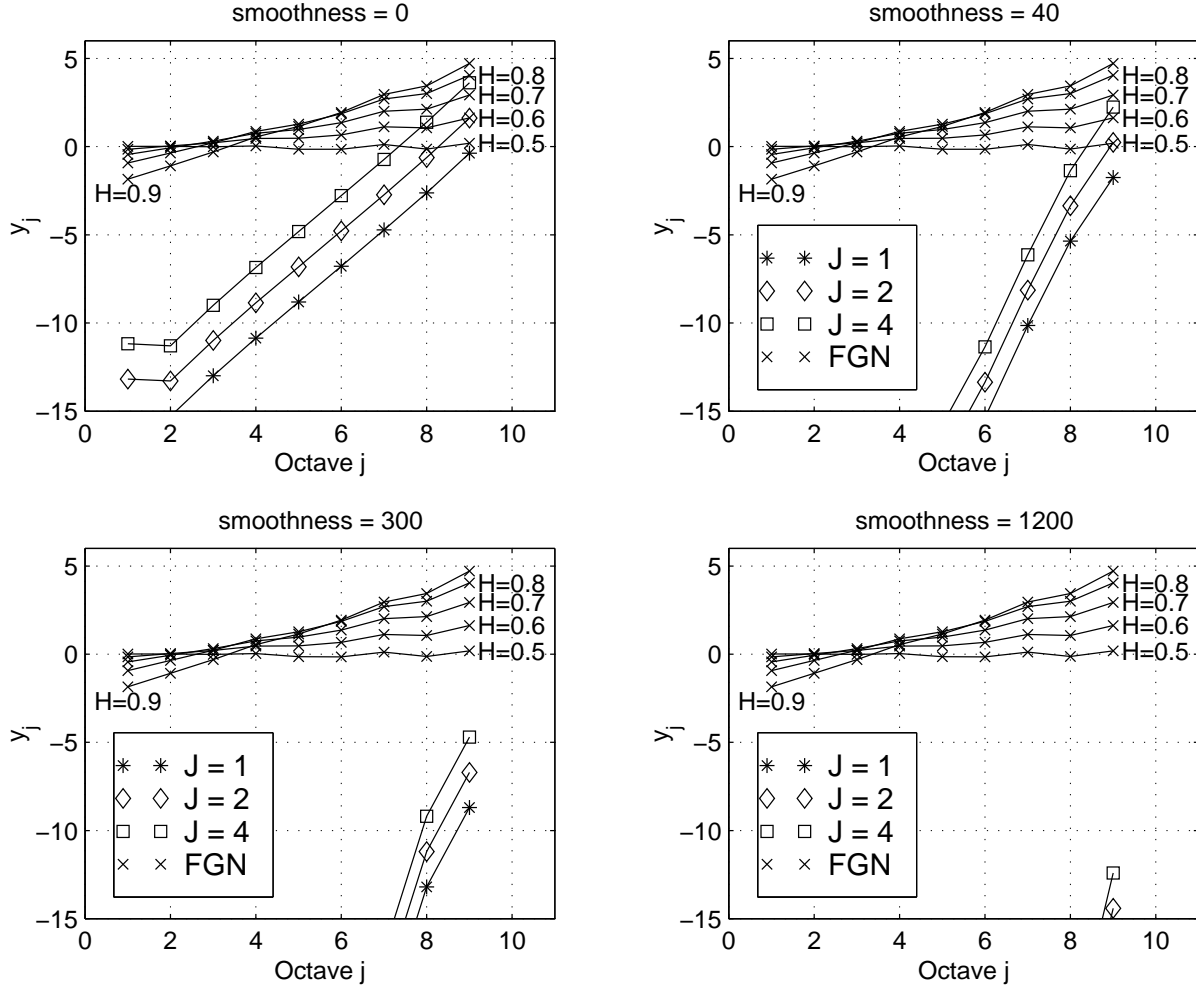 smoothness = 0
5
0
−5
−10
−15
y_j
H=0.8
H=0.7
H=0.6
H=0.5
H=0.9
0 2 4 6 8 10
Octave j
smoothness = 40
5
0
−5
−10
−15
y_j
H=0.8
H=0.7
H=0.6
H=0.5
H=0.9
J = 1
J = 2
J = 4
FGN
0 2 4 6 8 10
Octave j
smoothness = 300
5
0
−5
−10
−15
y_j
H=0.8
H=0.7
H=0.6
H=0.5
H=0.9
J = 1
J = 2
J = 4
FGN
0 2 4 6 8 10
Octave j
smoothness = 1200
5
0
−5
−10
−15
y_j
H=0.8
H=0.7
H=0.6
H=0.5
H=0.9
J = 1
J = 2
J = 4
FGN
0 2 4 6 8 10
Octave j